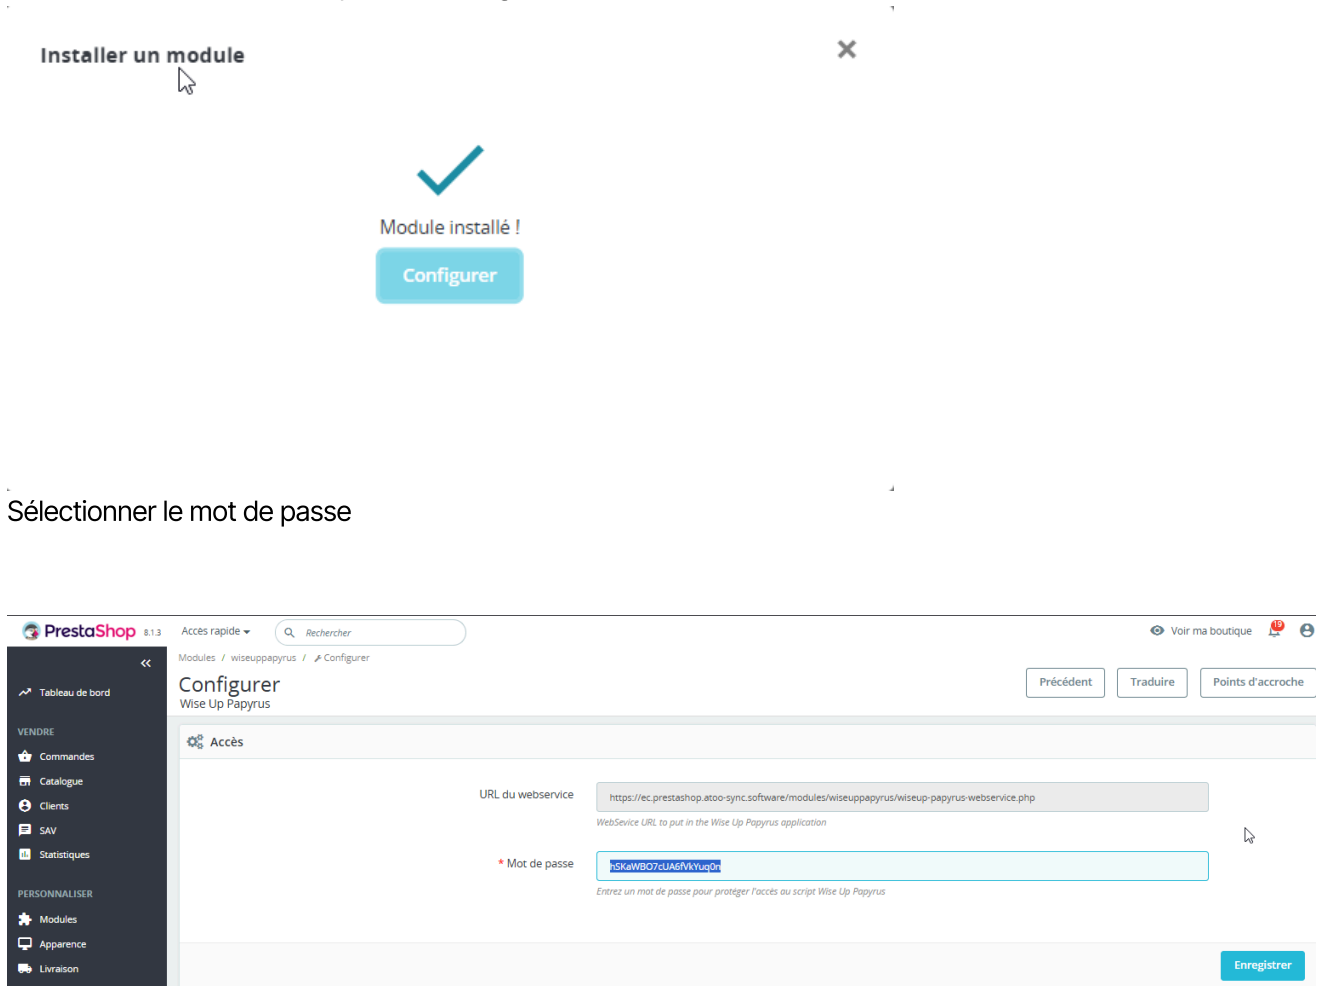 Installer un module
Module installé !
Configurer
Sélectionner le mot de passe
PrestaShop 8.1.3 Accès rapide Rechercher Voir ma boutique 19
Modules / wiseuppapyrus / Configurer
Configurer
Wise Up Papyrus
Précédent Traduire Points d'accroche
Tableau de bord
VENDRE
Commandes
Catalogue
Clients
SAV
Statistiques
PERSONNALISER
Modules
Apparence
Livraison
Accès
URL du webservice https://ec.prestashop.atoo-sync.software/modules/wiseuppapyrus/wiseup-papyrus-webservice.php
WebSevice URL to put in the Wise Up Papyrus application
* Mot de passe hSKaWBO7cUA6fVkYuq0n
Entrez un mot de passe pour protéger l'accès au script Wise Up Papyrus
Enregistrer